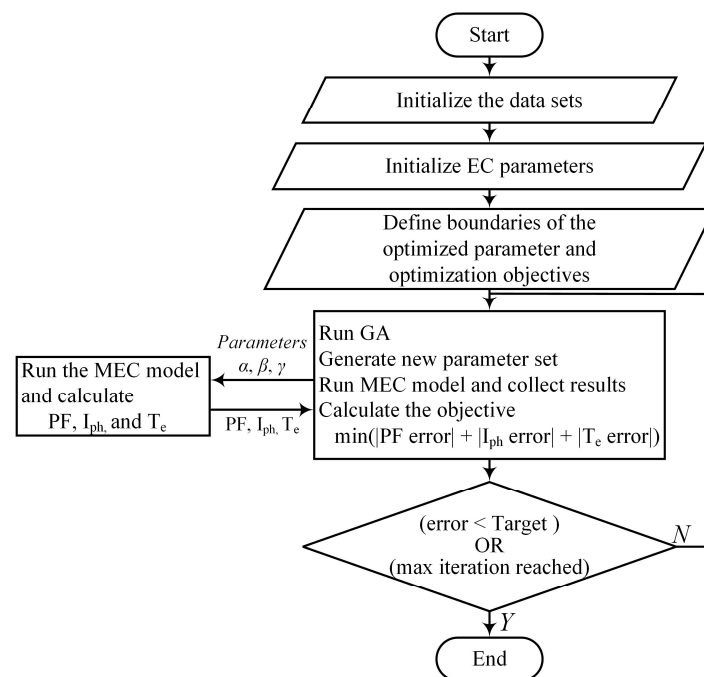 Start
Initialize the data sets
Initialize EC parameters
Define boundaries of the
optimized parameter and
optimization objectives
Run GA
Generate new parameter set
Run MEC model and collect results
Calculate the objective
min(|PF error| + |I_ph error| + |T_e error|)
Parameters
α, β, γ
Run the MEC model
and calculate
PF, I_ph, and T_e
PF, I_ph, T_e
(error < Target )
OR
(max iteration reached)
N
Y
End